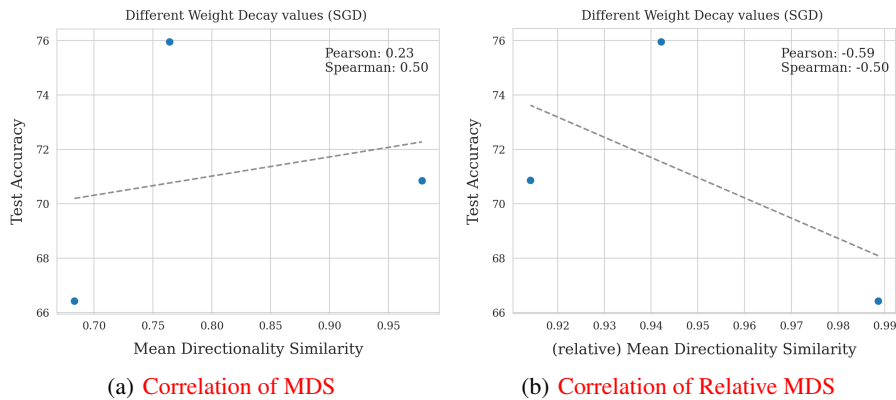 Different Weight Decay values (SGD)
Pearson: 0.23
Spearman: 0.50
76
74
72
70
68
66
Test Accuracy
0.70 0.75 0.80 0.85 0.90 0.95
Mean Directionality Similarity
(a) Correlation of MDS
Different Weight Decay values (SGD)
Pearson: -0.59
Spearman: -0.50
76
74
72
70
68
66
Test Accuracy
0.92 0.93 0.94 0.95 0.96 0.97 0.98 0.99
(relative) Mean Directionality Similarity
(b) Correlation of Relative MDS